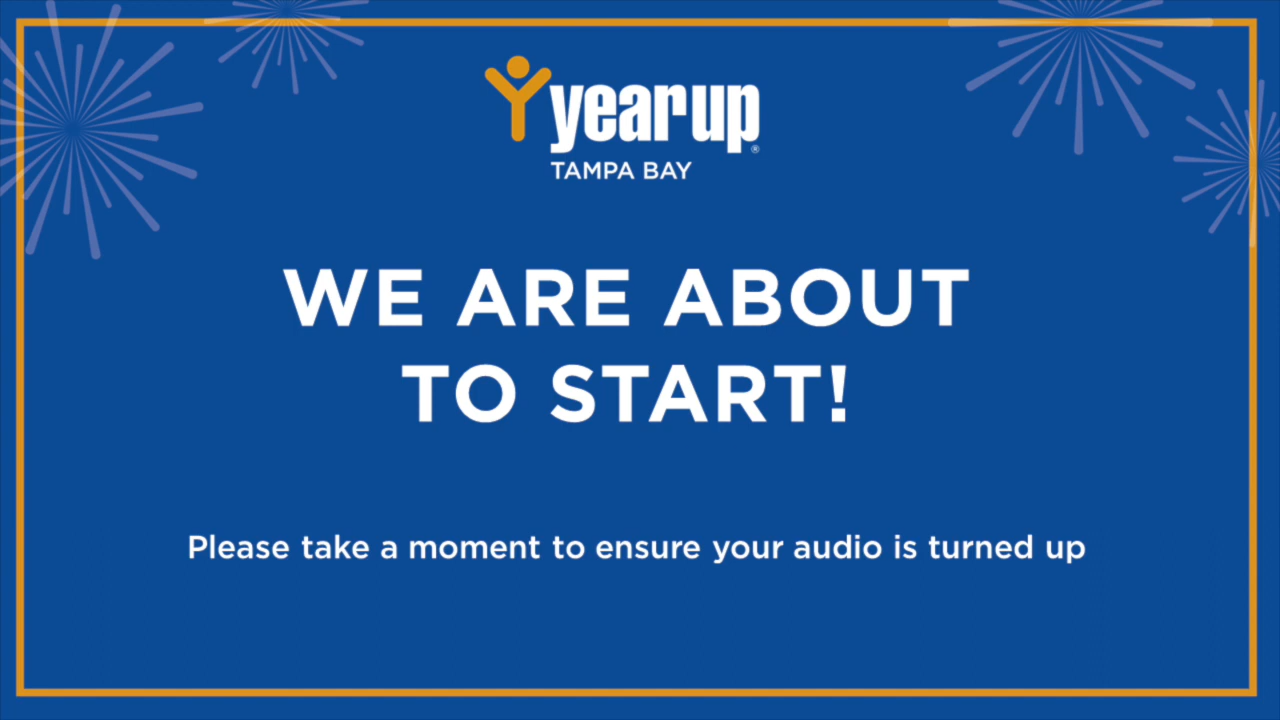 yearup®
TAMPA BAY
WE ARE ABOUT
TO START!
Please take a moment to ensure your audio is turned up